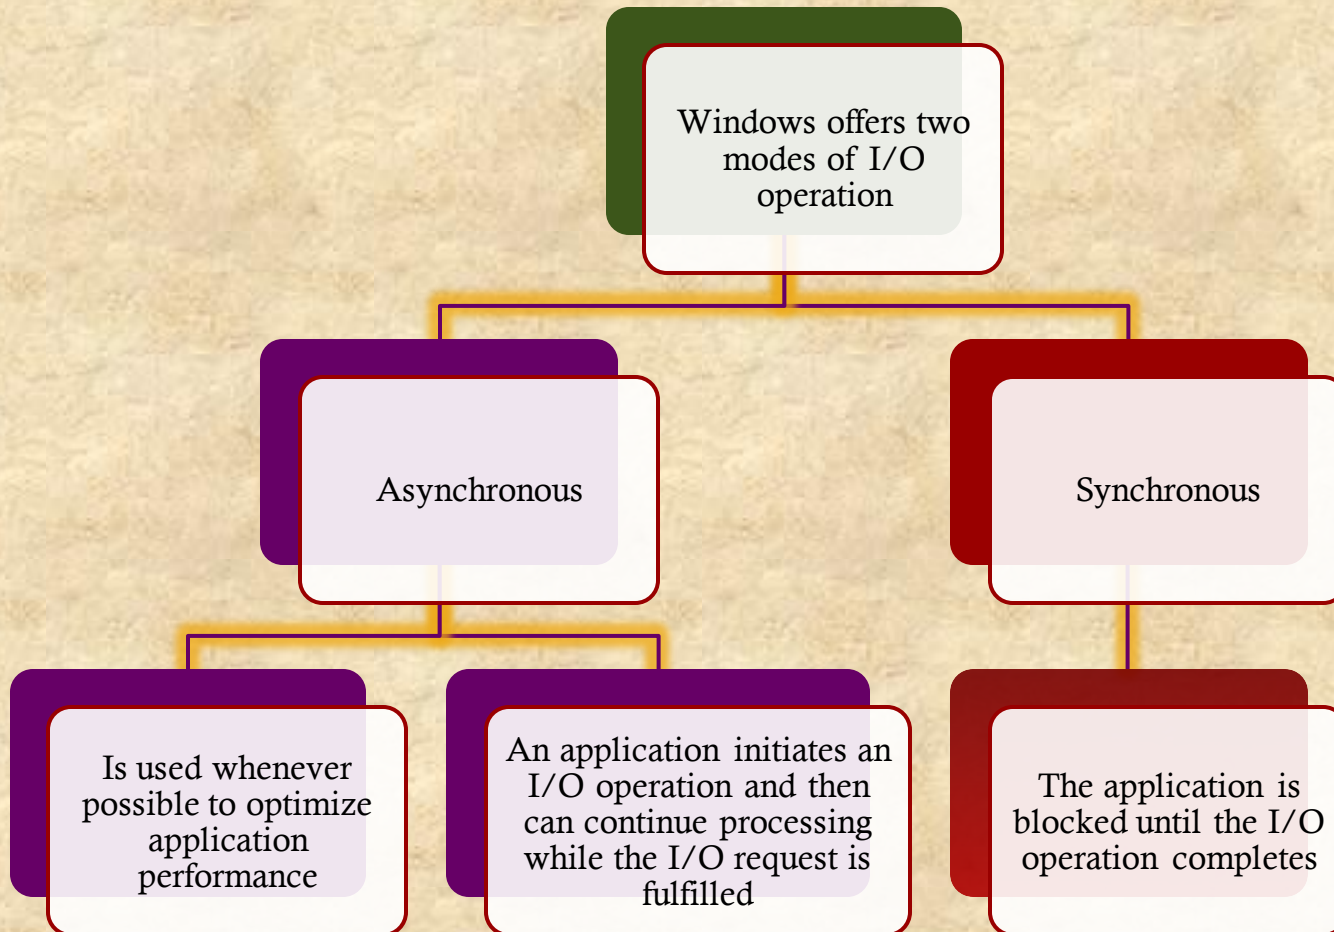 Windows offers two
modes of I/O
operation
Asynchronous
Synchronous
Is used whenever
possible to optimize
application
performance
An application initiates an
I/O operation and then
can continue processing
while the I/O request is
fulfilled
The application is
blocked until the I/O
operation completes